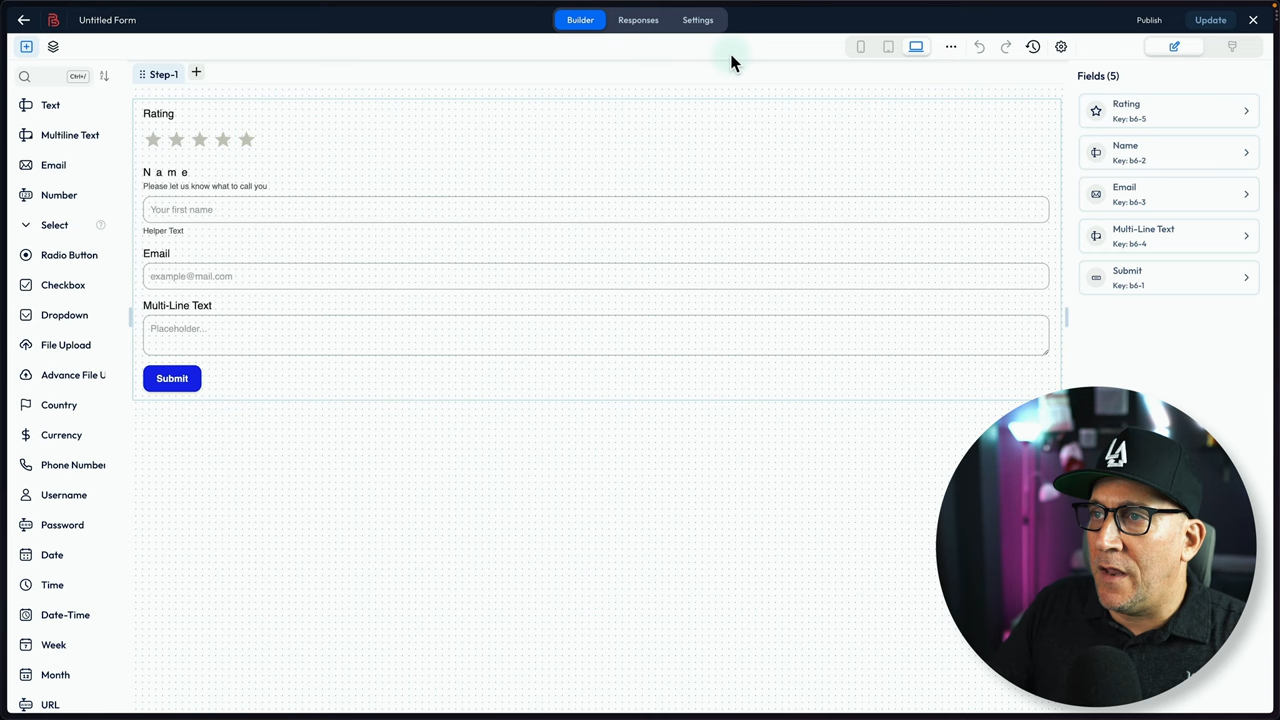 Untitled Form
Builder
Responses
Settings
Publish
Update
Ctrl+/
Step-1
Text
Multiline Text
Email
Number
Select
Radio Button
Checkbox
Dropdown
File Upload
Advance File U
Country
Currency
Phone Number
Username
Password
Date
Time
Date-Time
Week
Month
URL
Rating
Name
Please let us know what to call you
Your first name
Helper Text
Email
example@mail.com
Multi-Line Text
Placeholder...
Submit
Fields (5)
Rating
Key: b6-5
Name
Key: b6-2
Email
Key: b6-3
Multi-Line Text
Key: b6-4
Submit
Key: b6-1